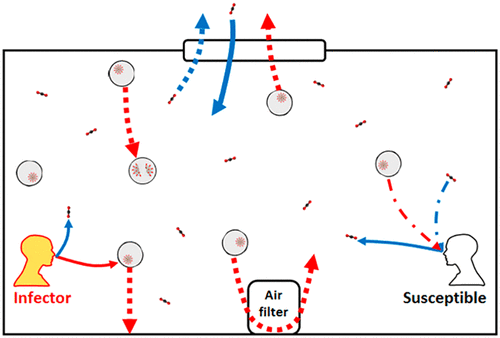 Infector
Air
filter
Susceptible